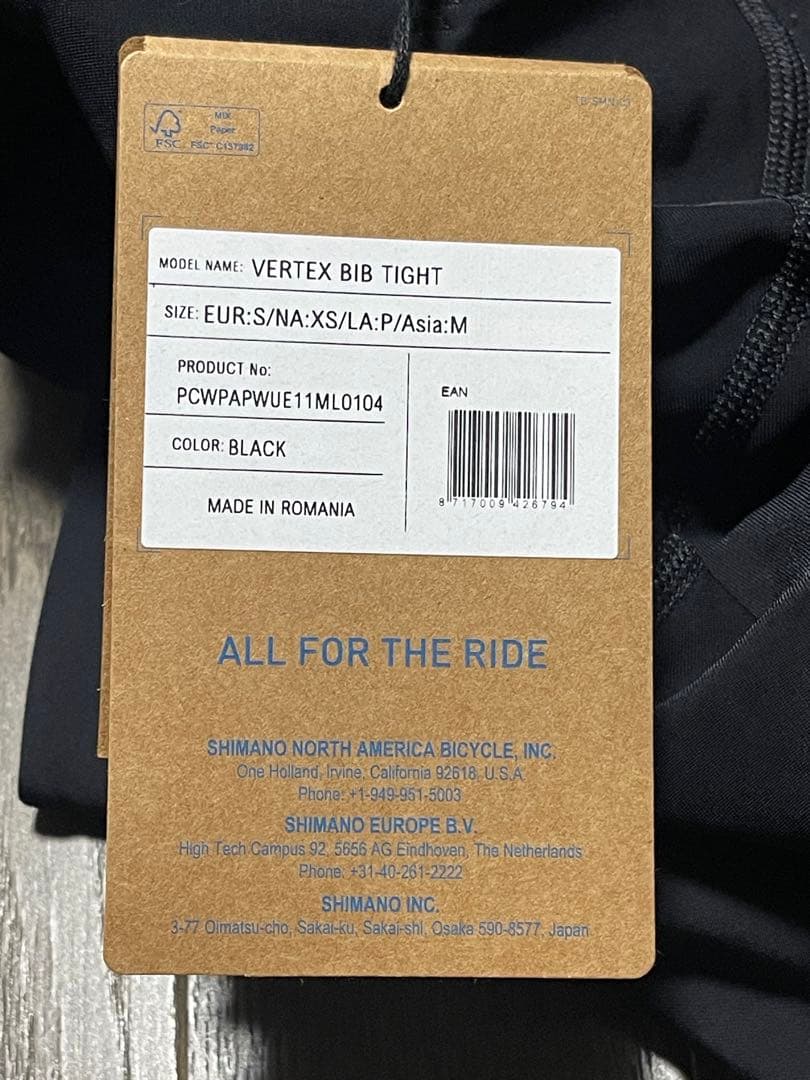 MIX
Paper
FSC
FSC® C157382
MODEL NAME: VERTEX BIB TIGHT
SIZE: EUR:S/NA:XS/LA:P/Asia:M
PRODUCT No:
PCWPAPWUE11ML0104
COLOR: BLACK
MADE IN ROMANIA
EAN
8 717009 426794
ALL FOR THE RIDE
SHIMANO NORTH AMERICA BICYCLE, INC.
One Holland, Irvine, California 92618, U.S.A.
Phone: +1-949-951-5003
SHIMANO EUROPE B.V.
High Tech Campus 92, 5656 AG Eindhoven, The Netherlands
Phone: +31-40-261-2222
SHIMANO INC.
3-77 Oimatsu-cho, Sakai-ku, Sakai-shi, Osaka 590-8577, Japan